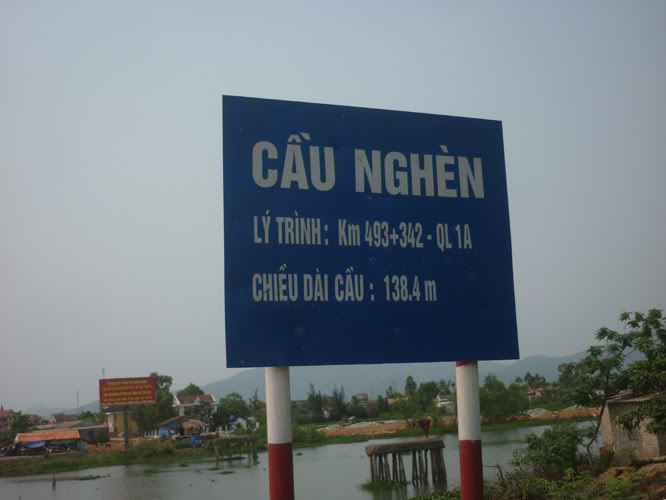 CẦU NGHÈN
LÝ TRÌNH: Km 493+342 - QL 1A
CHIỀU DÀI CẦU : 138.4 m